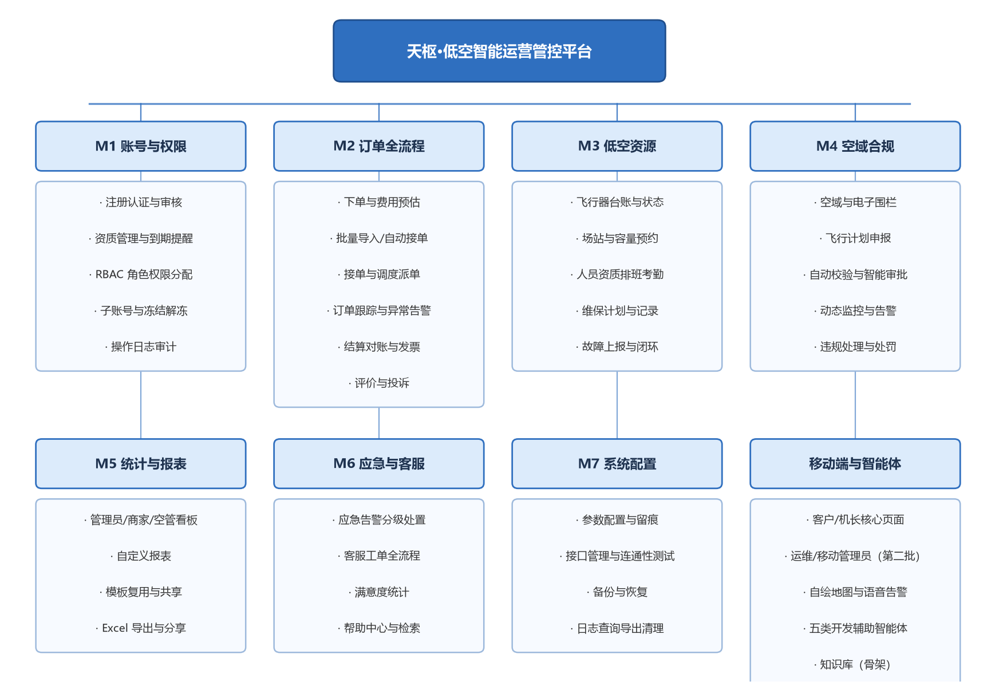 天枢·低空智能运营管控平台
M1 账号与权限
· 注册认证与审核
· 资质管理与到期提醒
· RBAC 角色权限分配
· 子账号与冻结解冻
· 操作日志审计
M2 订单全流程
· 下单与费用预估
· 批量导入/自动接单
· 接单与调度派单
· 订单跟踪与异常告警
· 结算对账与发票
· 评价与投诉
M3 低空资源
· 飞行器台账与状态
· 场站与容量预约
· 人员资质排班考勤
· 维保计划与记录
· 故障上报与闭环
M4 空域合规
· 空域与电子围栏
· 飞行计划申报
· 自动校验与智能审批
· 动态监控与告警
· 违规处理与处罚
M5 统计与报表
· 管理员/商家/空管看板
· 自定义报表
· 模板复用与共享
· Excel 导出与分享
M6 应急与客服
· 应急告警分级处置
· 客服工单全流程
· 满意度统计
· 帮助中心与检索
M7 系统配置
· 参数配置与留痕
· 接口管理与连通性测试
· 备份与恢复
· 日志查询导出清理
移动端与智能体
· 客户/机长核心页面
· 运维/移动管理员（第二批）
· 自绘地图与语音告警
· 五类开发辅助智能体
· 知识库（骨架）